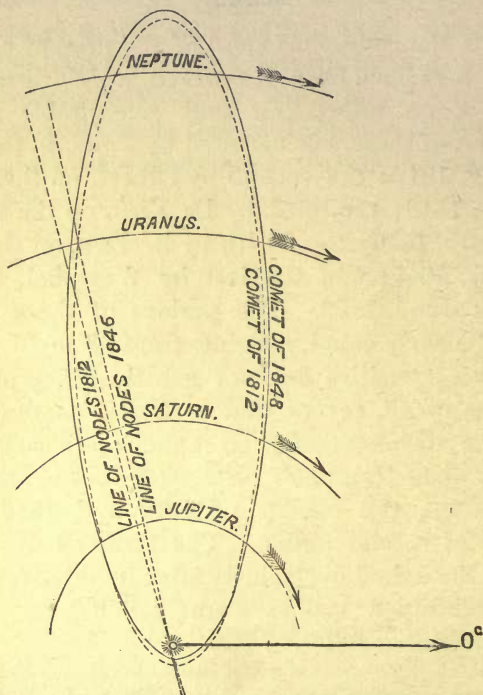 NEPTUNE.
URANUS.
COMET OF 1848
COMET OF 1812
LINE OF NODES 1812
LINE OF NODES 1846
SATURN.
JUPITER.
0°